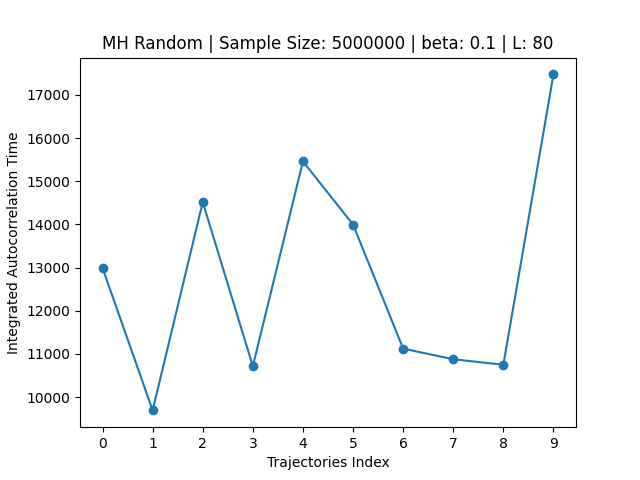 MH Random | Sample Size: 5000000 | beta: 0.1 | L: 80
Integrated Autocorrelation Time
17000
16000
15000
14000
13000
12000
11000
10000
0 1 2 3 4 5 6 7 8 9
Trajectories Index